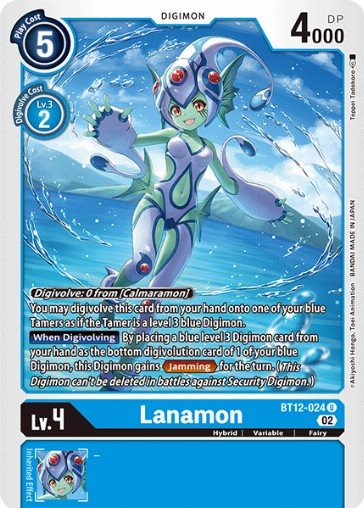 DIGIMON
Play Cost
5
4000
DP
Digivolve Cost
Lv.3
2
Toppei Tadokoro
©Akiyoshi Hongo, Toei Animation BANDAI MADE IN JAPAN
Digivolve: 0 from [Calmaramon]
You may digivolve this card from your hand onto one of your blue
Tamers as if the Tamer is a level 3 blue Digimon.
When Digivolving By placing a blue level 3 Digimon card from
your hand as the bottom digivolution card of 1 of your blue
Digimon, this Digimon gains Jamming for the turn. (This
Digimon can't be deleted in battles against Security Digimon.)
BT12-024 U
Lv.4 Lanamon 02
Hybrid | Variable | Fairy
Inherited Effect
-